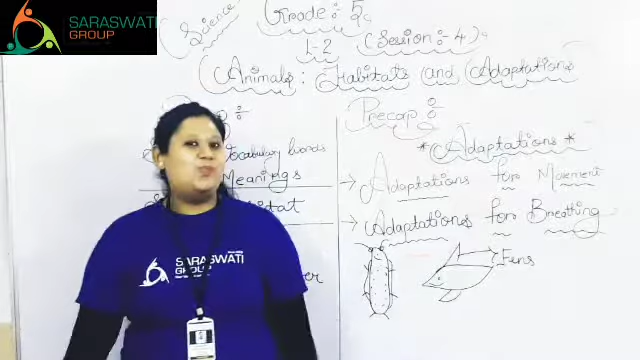 SARASWATI
GROUP
Science
Grade:- 5
L-2 (Session:-4)
Animals: Habitats and Adaptations
Vocabulary words
Meanings
Precap:-
*Adaptations*
→ Adaptations for Movement
→ Adaptations for Breathing
Fens
SARASWATI
GROUP